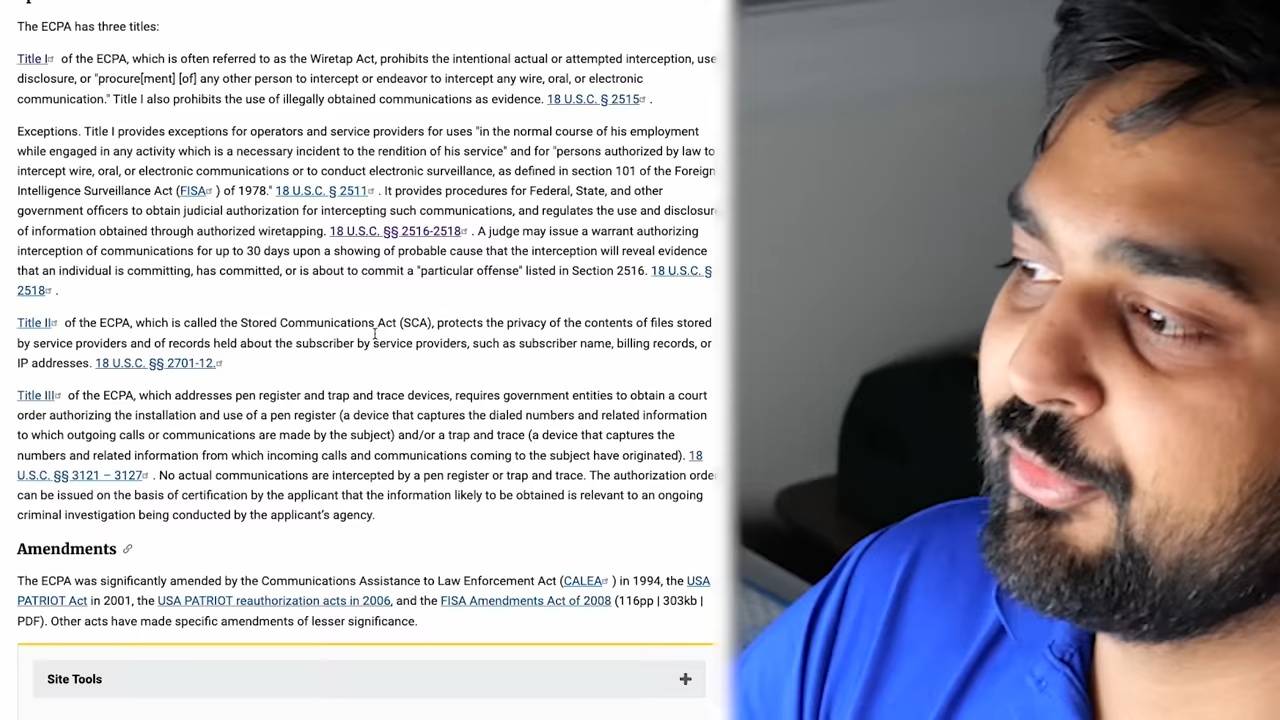 The ECPA has three titles:
Title I of the ECPA, which is often referred to as the Wiretap Act, prohibits the intentional actual or attempted interception, use
disclosure, or "procure[ment] [of] any other person to intercept or endeavor to intercept any wire, oral, or electronic
communication." Title I also prohibits the use of illegally obtained communications as evidence. 18 U.S.C. § 2515 .
Exceptions. Title I provides exceptions for operators and service providers for uses "in the normal course of his employment
while engaged in any activity which is a necessary incident to the rendition of his service" and for "persons authorized by law to
intercept wire, oral, or electronic communications or to conduct electronic surveillance, as defined in section 101 of the Foreign
Intelligence Surveillance Act (FISA ) of 1978." 18 U.S.C. § 2511 . It provides procedures for Federal, State, and other
government officers to obtain judicial authorization for intercepting such communications, and regulates the use and disclosure
of information obtained through authorized wiretapping. 18 U.S.C. §§ 2516-2518 . A judge may issue a warrant authorizing
interception of communications for up to 30 days upon a showing of probable cause that the interception will reveal evidence
that an individual is committing, has committed, or is about to commit a "particular offense" listed in Section 2516. 18 U.S.C. §
2518 .
Title II of the ECPA, which is called the Stored Communications Act (SCA), protects the privacy of the contents of files stored
by service providers and of records held about the subscriber by service providers, such as subscriber name, billing records, or
IP addresses. 18 U.S.C. §§ 2701-12.
Title III of the ECPA, which addresses pen register and trap and trace devices, requires government entities to obtain a court
order authorizing the installation and use of a pen register (a device that captures the dialed numbers and related information
to which outgoing calls or communications are made by the subject) and/or a trap and trace (a device that captures the
numbers and related information from which incoming calls and communications coming to the subject have originated). 18
U.S.C. §§ 3121 – 3127 . No actual communications are intercepted by a pen register or trap and trace. The authorization order
can be issued on the basis of certification by the applicant that the information likely to be obtained is relevant to an ongoing
criminal investigation being conducted by the applicant's agency.
Amendments
The ECPA was significantly amended by the Communications Assistance to Law Enforcement Act (CALEA ) in 1994, the USA
PATRIOT Act in 2001, the USA PATRIOT reauthorization acts in 2006, and the FISA Amendments Act of 2008 (116pp | 303kb |
PDF). Other acts have made specific amendments of lesser significance.
Site Tools